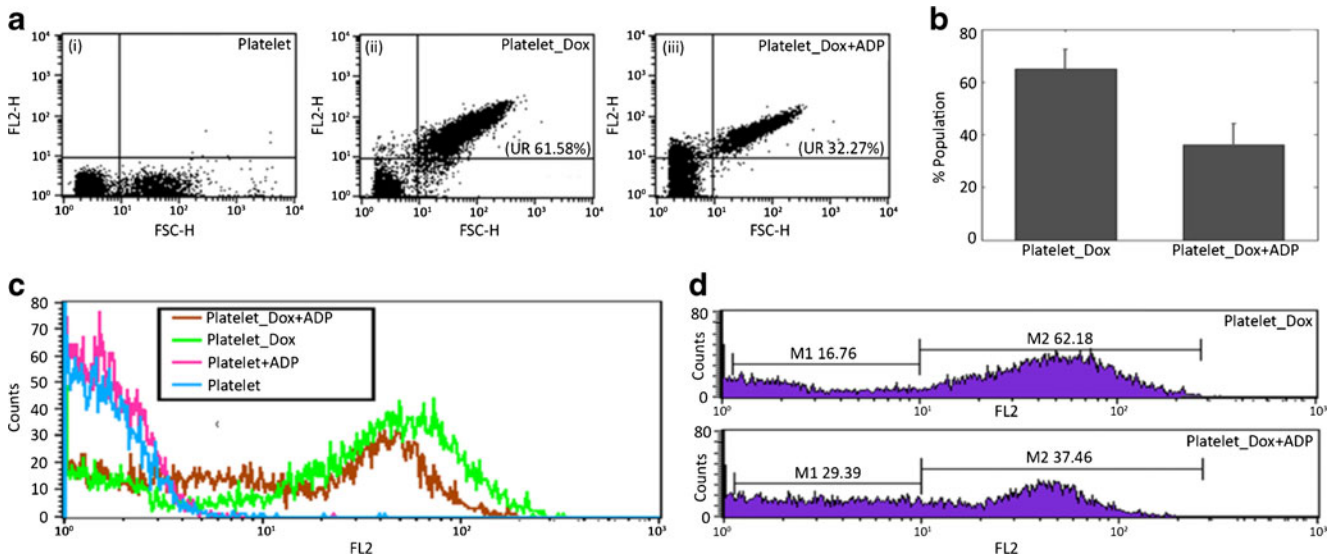 a
(i) Platelet
10⁴
10³
10²
10¹
10⁰
FL2-H
10⁰ 10¹ 10² 10³ 10⁴
FSC-H
(ii) Platelet_Dox
10⁴
10³
10²
10¹
10⁰
FL2-H
(UR 61.58%)
10⁰ 10¹ 10² 10³ 10⁴
FSC-H
(iii) Platelet_Dox+ADP
10⁴
10³
10²
10¹
10⁰
FL2-H
(UR 32.27%)
10⁰ 10¹ 10² 10³ 10⁴
FSC-H
b
80
60
40
20
0
% Population
Platelet_Dox Platelet_Dox+ADP
c
80
70
60
50
40
30
20
10
0
Counts
Platelet_Dox+ADP
Platelet_Dox
Platelet+ADP
Platelet
10⁰ 10¹ 10² 10³
FL2
d
80
0
Counts
Platelet_Dox
M1 16.76
M2 62.18
10⁰ 10¹ 10² 10³
FL2
80
0
Counts
Platelet_Dox+ADP
M1 29.39
M2 37.46
10⁰ 10¹ 10² 10³
FL2